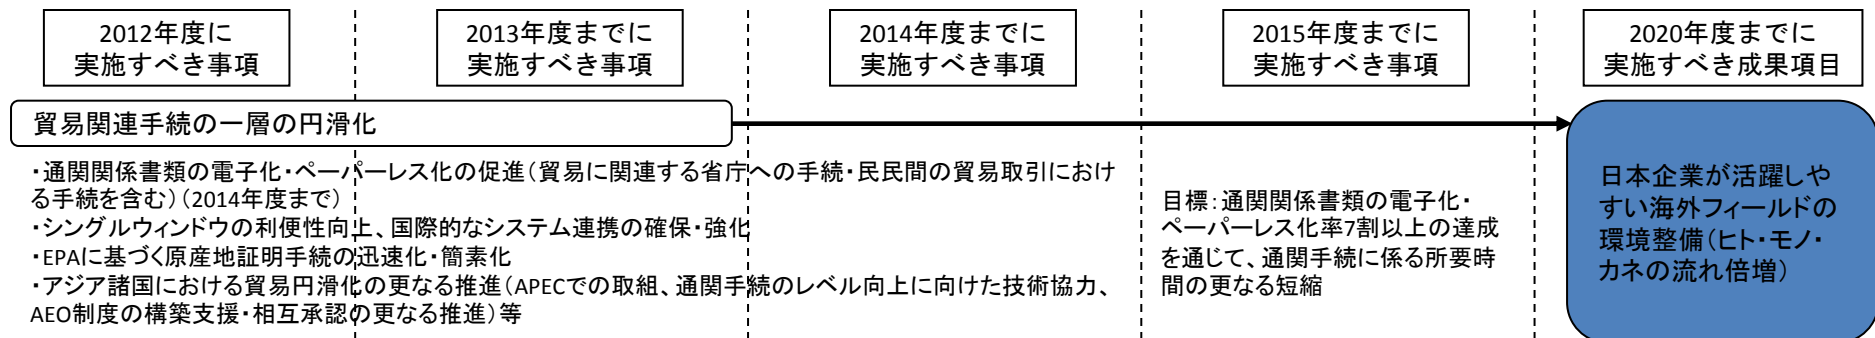 2012年度に
実施すべき事項
2013年度までに
実施すべき事項
2014年度までに
実施すべき事項
2015年度までに
実施すべき事項
2020年度までに
実施すべき成果項目
貿易関連手続の一層の円滑化
・通関関係書類の電子化・ペーパーレス化の促進(貿易に関連する省庁への手続・民民間の貿易取引におけ
る手続を含む)(2014年度まで)
・シングルウィンドウの利便性向上、国際的なシステム連携の確保・強化
・EPAに基づく原産地証明手続の迅速化・簡素化
・アジア諸国における貿易円滑化の更なる推進(APECでの取組、通関手続のレベル向上に向けた技術協力、
AEO制度の構築支援・相互承認の更なる推進)等
目標:通関関係書類の電子化・
ペーパーレス化率7割以上の達成
を通じて、通関手続に係る所要時
間の更なる短縮
日本企業が活躍しや
すい海外フィールドの
環境整備(ヒト・モノ・
カネの流れ倍増)